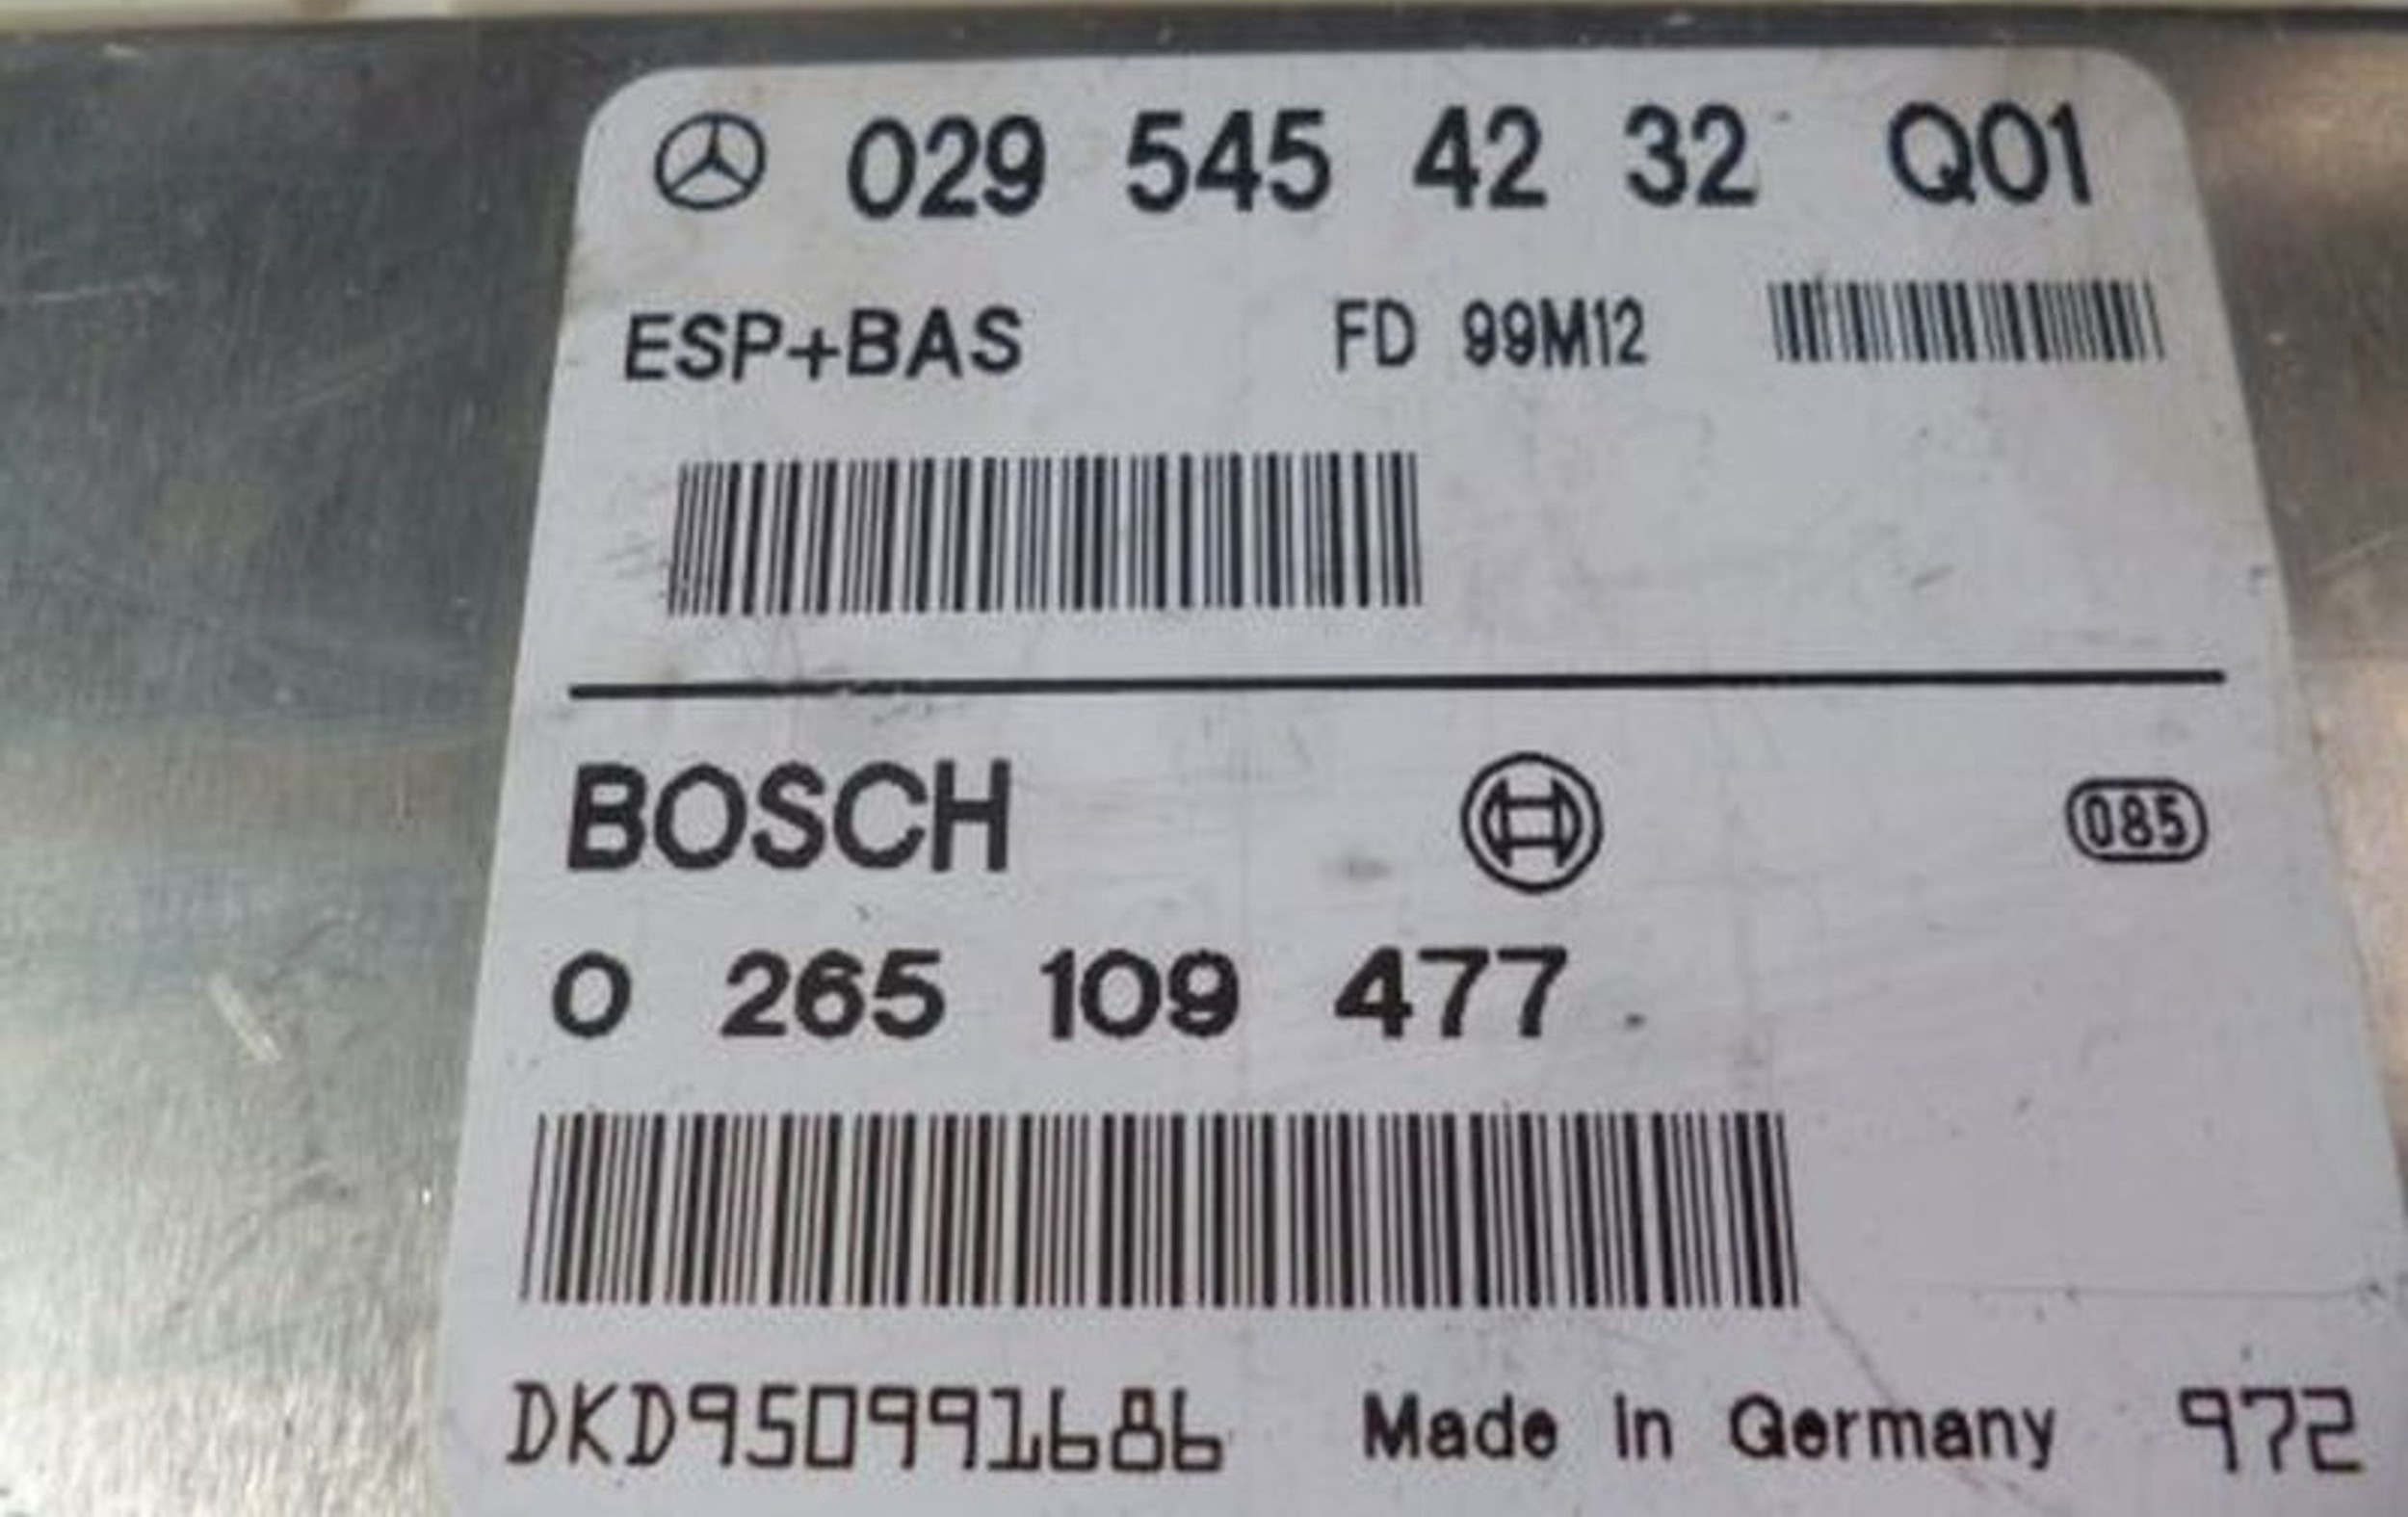 029 545 42 32 Q01
ESP+BAS FD 99M12
BOSCH 085
0 265 109 477
DKD950991686 Made in Germany 972